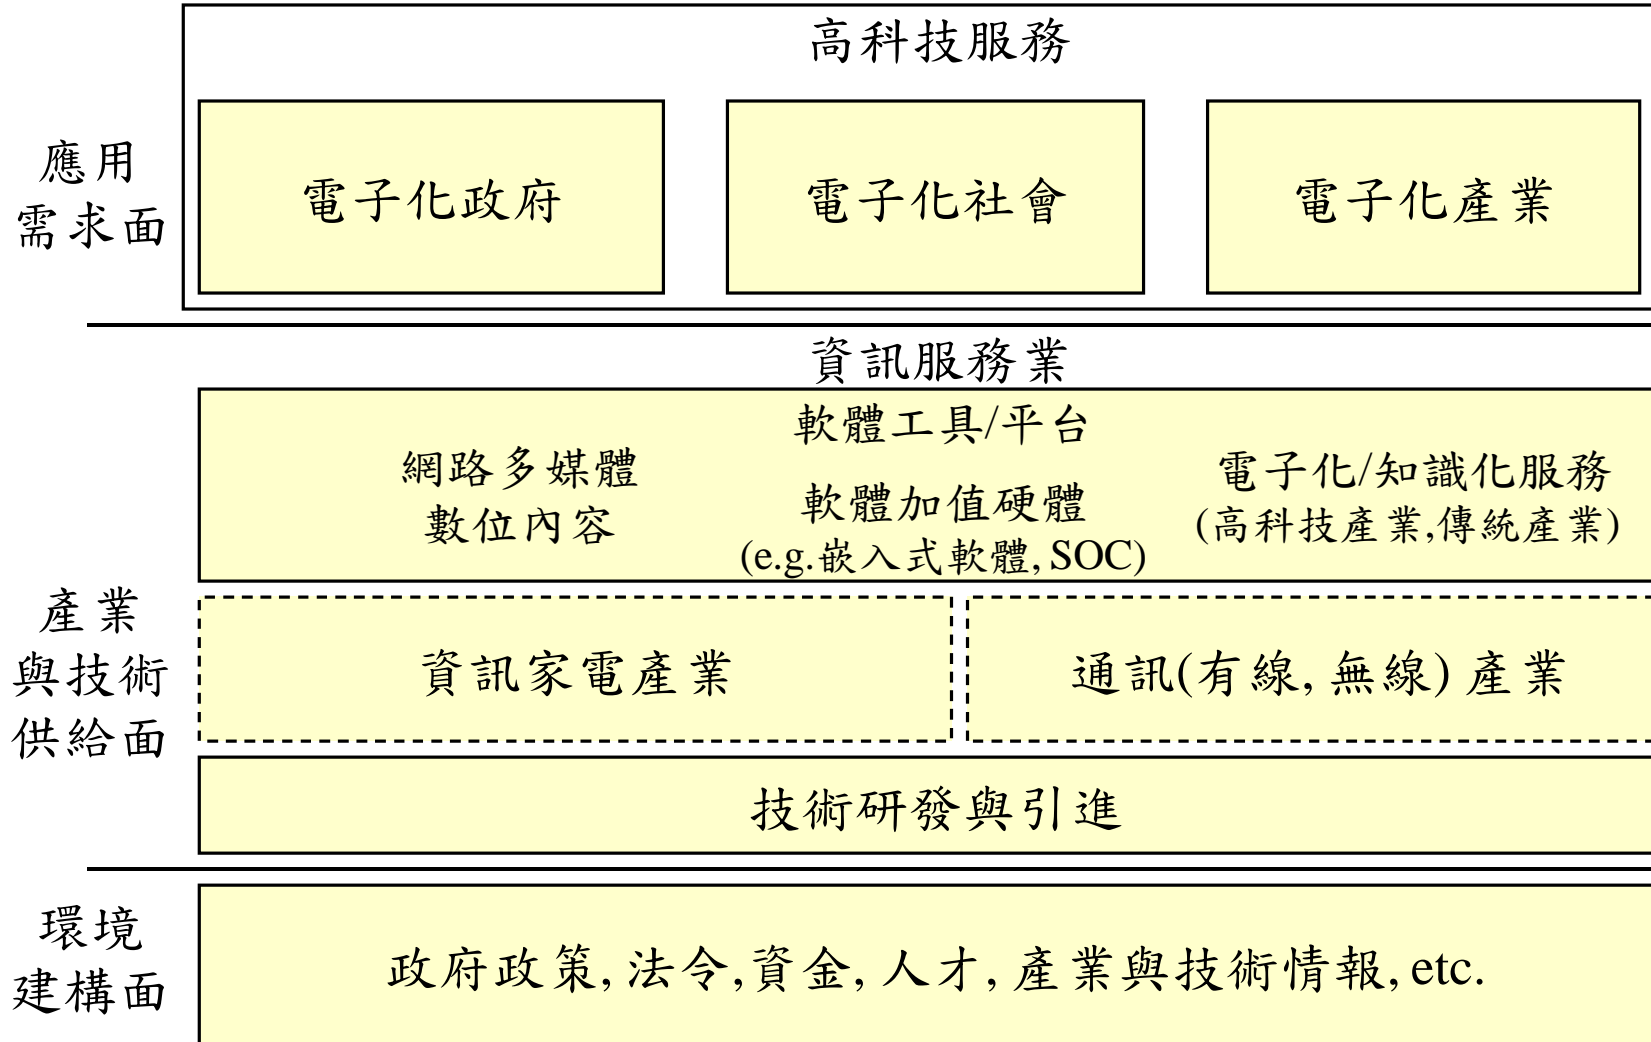 高科技服務
應用
需求面
電子化政府
電子化社會
電子化產業
資訊服務業
網路多媒體
數位內容
軟體工具/平台
軟體加值硬體
(e.g.嵌入式軟體, SOC)
電子化/知識化服務
(高科技產業,傳統產業)
產業
與技術
供給面
資訊家電產業
通訊(有線, 無線) 產業
技術研發與引進
環境
建構面
政府政策, 法令,資金, 人才, 產業與技術情報, etc.